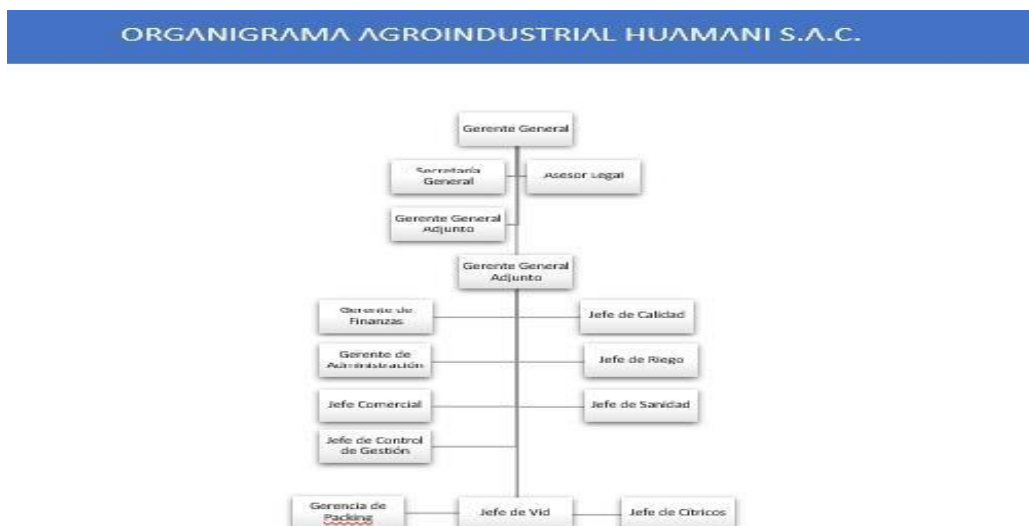 ORGANIGRAMA AGROINDUSTRIAL HUAMANI S.A.C.
Gerente General
Secretaría
General
Asesor Legal
Gerente General
Adjunto
Gerente General
Adjunto
Gerente de
Finanzas
Jefe de Calidad
Gerente de
Administración
Jefe de Riego
Jefe Comercial
Jefe de Sanidad
Jefe de Control
de Gestión
Gerencia de
Packing
Jefe de Vid
Jefe de Cítricos